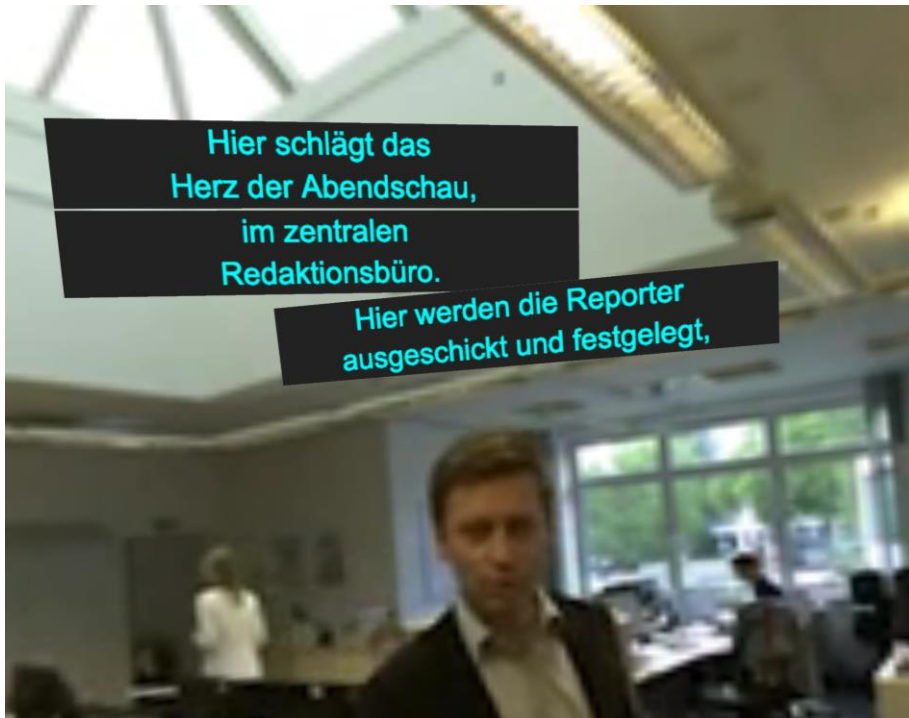 Hier schlägt das
Herz der Abendschau,
im zentralen
Redaktionsbüro.
Hier werden die Reporter
ausgeschickt und festgelegt,